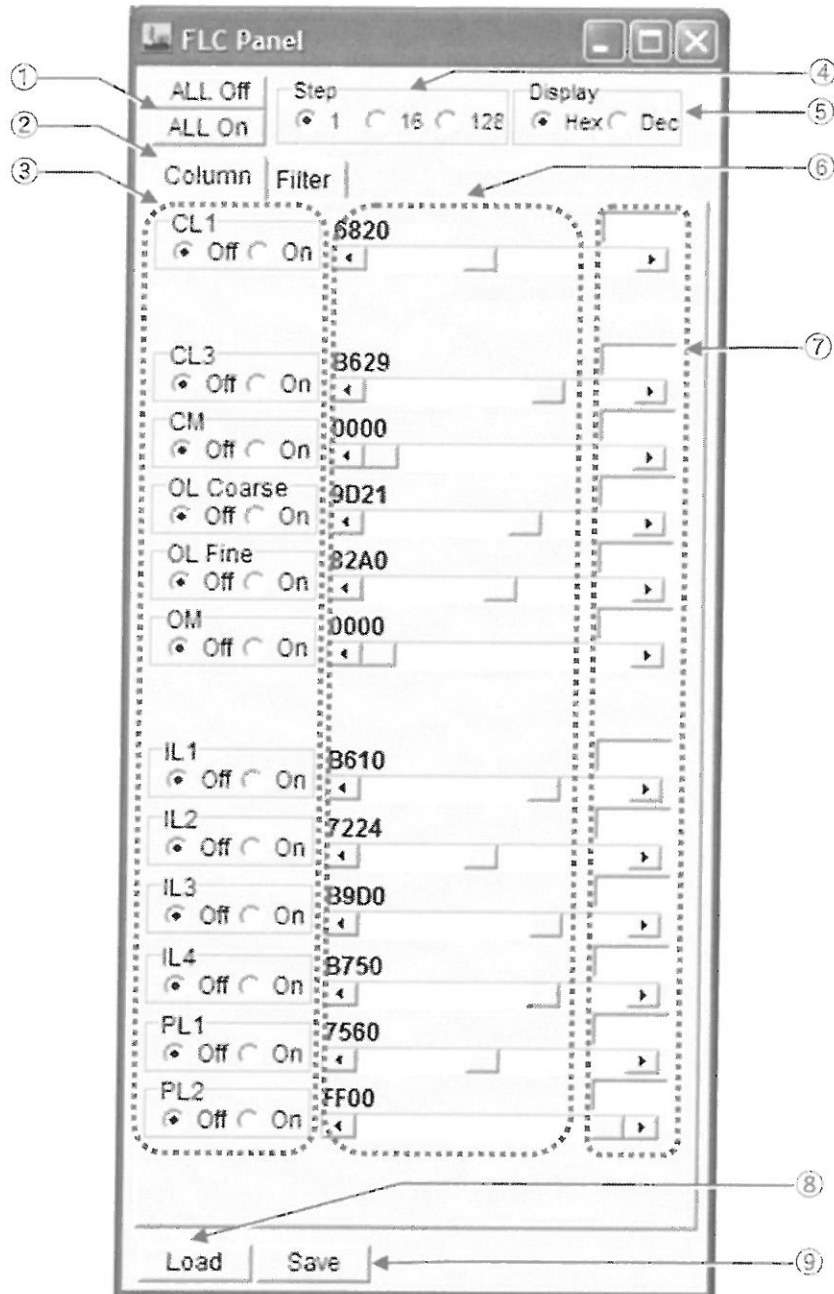 FLC Panel
① ALL Off Step ④
ALL On 1 16 128 Display Hex Dec ⑤
②
③ Column Filter ⑥
CL1 6820
Off On
⑦
CL3 B629
Off On
CM 0000
Off On
OL Coarse 9D21
Off On
OL Fine 82A0
Off On
OM 0000
Off On
IL1 B610
Off On
IL2 7224
Off On
IL3 B9D0
Off On
IL4 B750
Off On
PL1 7560
Off On
PL2 FF00
Off On
⑧
Load Save ⑨